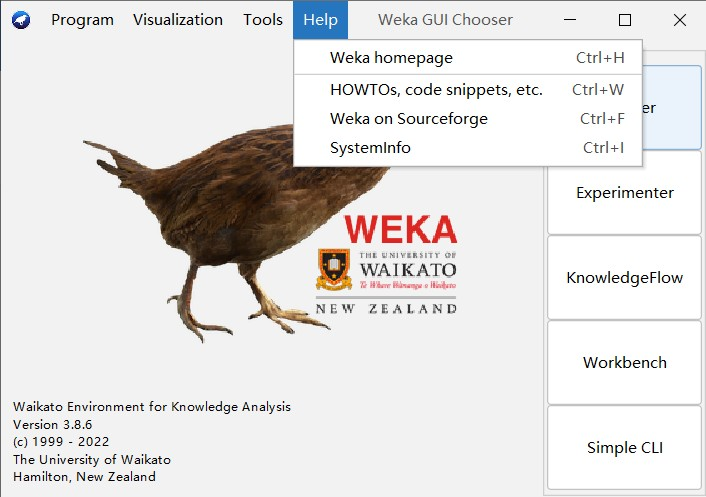 Program Visualization Tools Help Weka GUI Chooser
Weka homepage Ctrl+H
HOWTOs, code snippets, etc. Ctrl+W
Weka on Sourceforge Ctrl+F
SystemInfo Ctrl+I
er
Experimenter
KnowledgeFlow
Workbench
Simple CLI
WEKA
THE UNIVERSITY OF
WAIKATO
Te Whare Wānanga o Waikato
NEW ZEALAND
Waikato Environment for Knowledge Analysis
Version 3.8.6
(c) 1999 - 2022
The University of Waikato
Hamilton, New Zealand